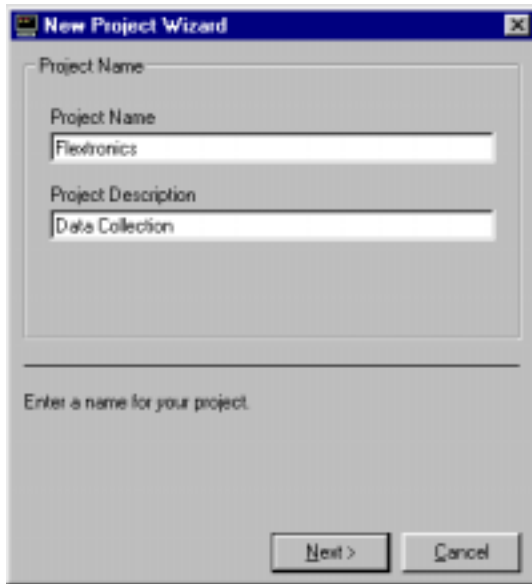 New Project Wizard
Project Name
Project Name
Flextronics
Project Description
Data Collection
Enter a name for your project.
Next >
Cancel